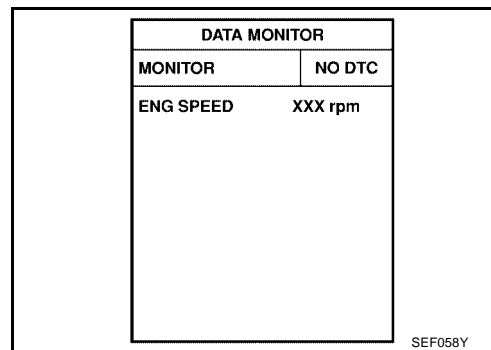 DATA MONITOR
MONITOR NO DTC
ENG SPEED XXX rpm
SEF058Y